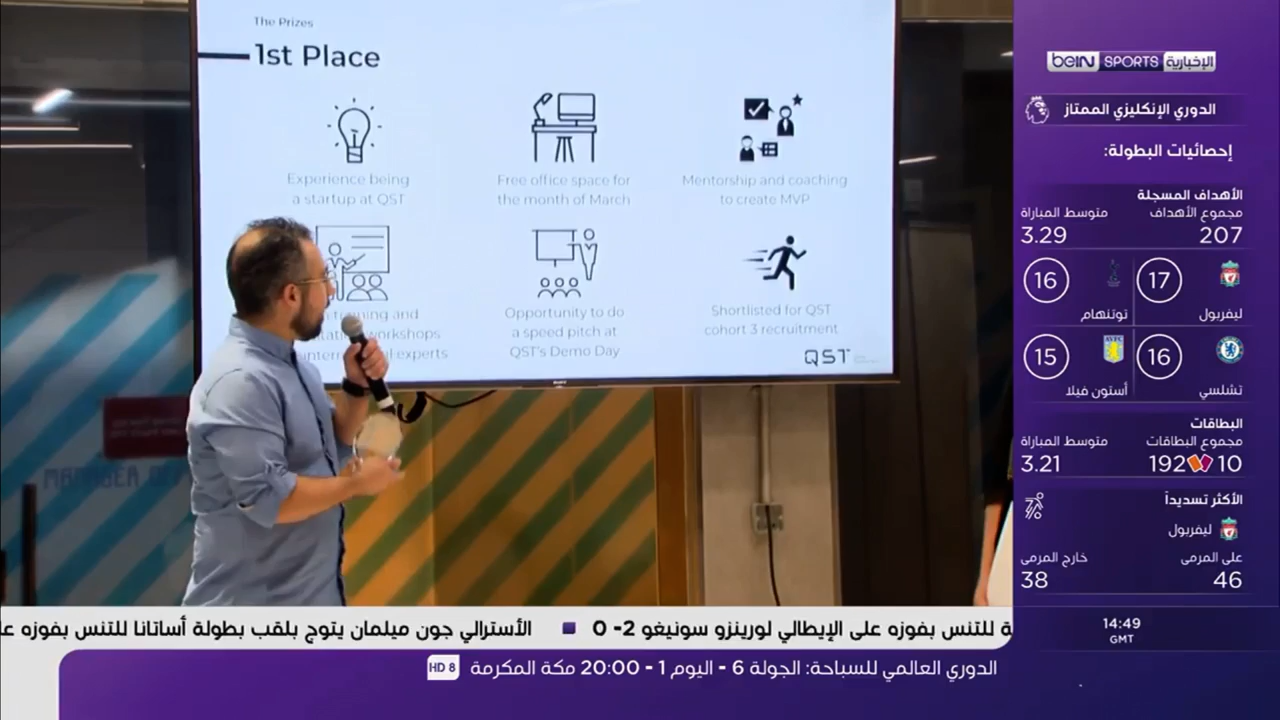 The Prizes
1st Place
Experience being
a startup at QST
Free office space for
the month of March
Mentorship and coaching
to create MVP
training and
workshops
experts
Opportunity to do
a speed pitch at
QST's Demo Day
Shortlisted for QST
cohort 3 recruitment
QST
beIN SPORTS الإخبارية
الدوري الإنكليزي الممتاز
إحصائيات البطولة:
الأهداف المسجلة
مجموع الأهداف متوسط المباراة
207 3.29
17 16
ليفربول توتنهام
16 15
تشلسي أستون فيلا
البطاقات
مجموع البطاقات متوسط المباراة
10 192 3.21
الأكثر تسديداً
ليفربول
على المرمى خارج المرمى
46 38
14:49
GMT
للتنس بفوزه على الإيطالي لورينزو سونيغو 2- 0 ■ الأسترالي جون ميلمان يتوج بلقب بطولة أساتانا للتنس بفوزه
الدوري العالمي للسباحة: الجولة 6 - اليوم 1 - 20:00 مكة المكرمة HD 8